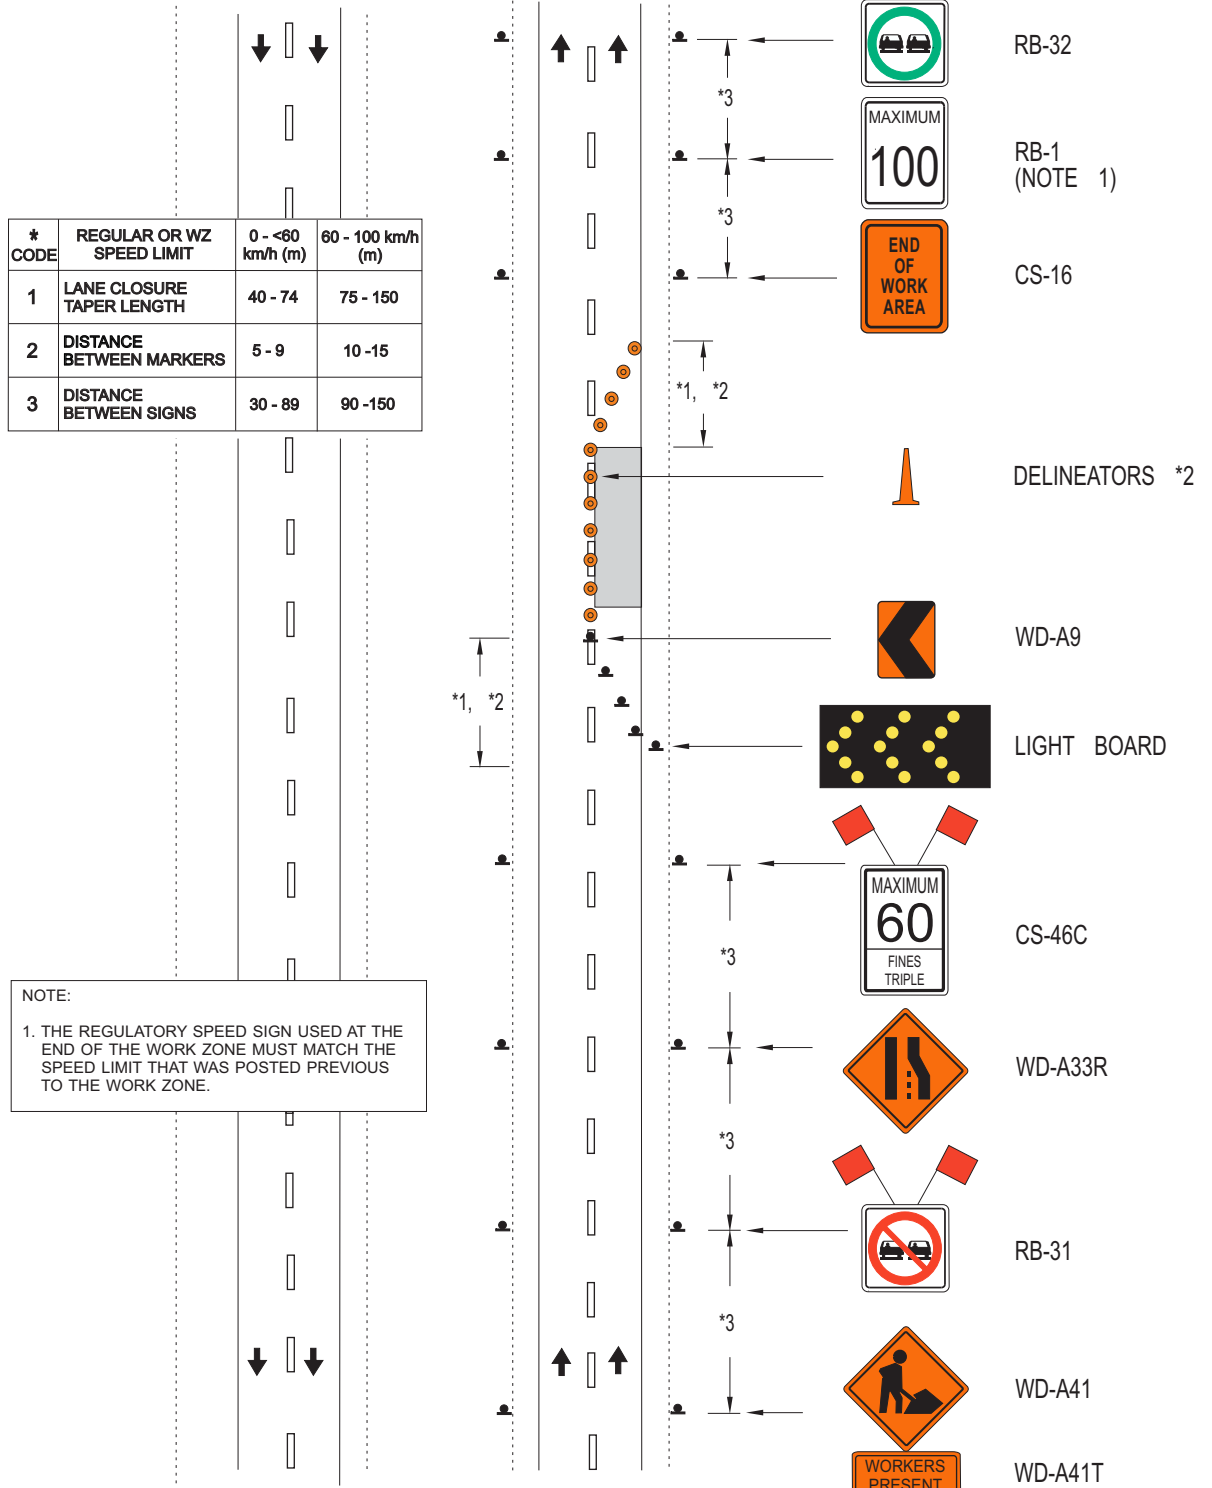 RB-32
*3
MAXIMUM
100
RB-1
(NOTE 1)
*3
END
OF
WORK
AREA
CS-16
* CODE
REGULAR OR WZ SPEED LIMIT
0 - <60 km/h (m)
60 - 100 km/h (m)
1
LANE CLOSURE TAPER LENGTH
40 - 74
75 - 150
2
DISTANCE BETWEEN MARKERS
5 - 9
10 -15
3
DISTANCE BETWEEN SIGNS
30 - 89
90 -150
*1, *2
DELINEATORS *2
WD-A9
*1, *2
LIGHT BOARD
MAXIMUM
60
FINES
TRIPLE
CS-46C
*3
NOTE:
1. THE REGULATORY SPEED SIGN USED AT THE
END OF THE WORK ZONE MUST MATCH THE
SPEED LIMIT THAT WAS POSTED PREVIOUS
TO THE WORK ZONE.
WD-A33R
*3
RB-31
*3
WD-A41
WORKERS
PRESENT
WD-A41T